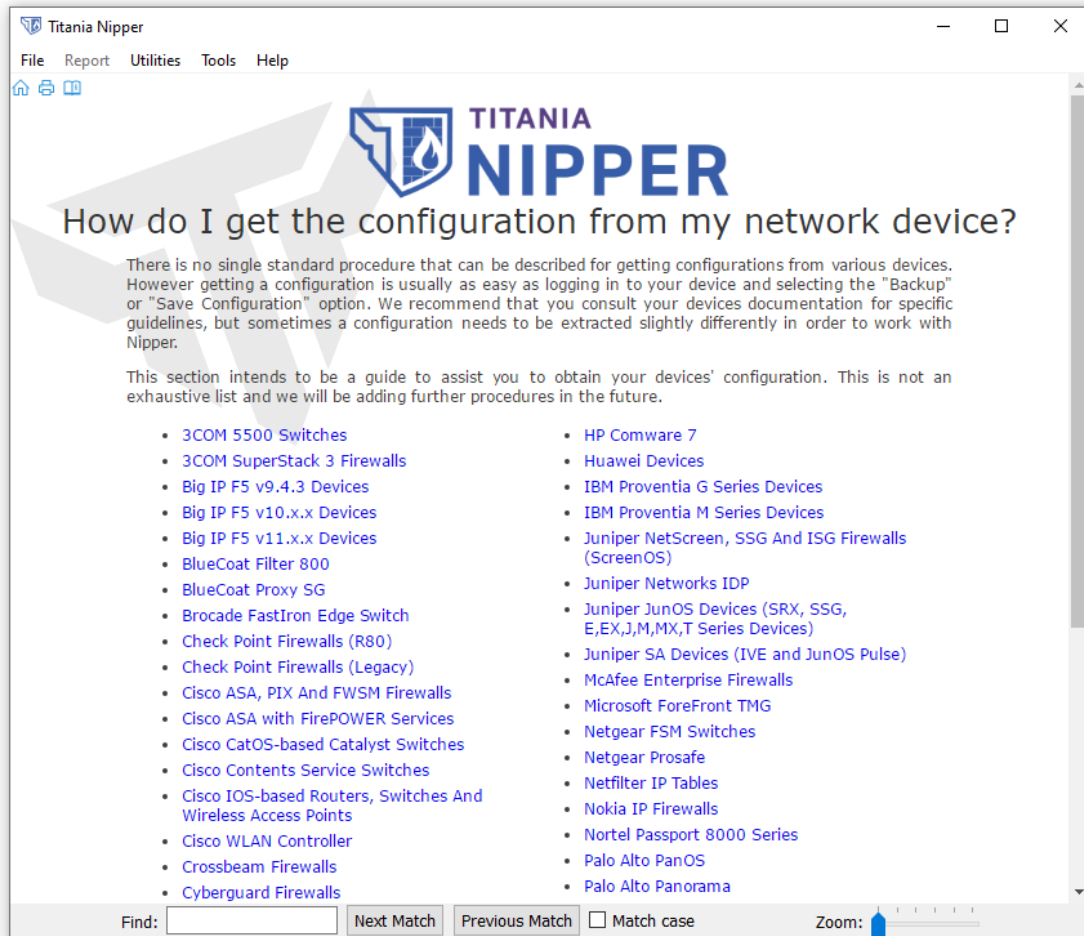 Titania Nipper
File Report Utilities Tools Help
TITANIA
NIPPER
How do I get the configuration from my network device?
There is no single standard procedure that can be described for getting configurations from various devices.
However getting a configuration is usually as easy as logging in to your device and selecting the "Backup"
or "Save Configuration" option. We recommend that you consult your devices documentation for specific
guidelines, but sometimes a configuration needs to be extracted slightly differently in order to work with
Nipper.
This section intends to be a guide to assist you to obtain your devices' configuration. This is not an
exhaustive list and we will be adding further procedures in the future.
• 3COM 5500 Switches
• 3COM SuperStack 3 Firewalls
• Big IP F5 v9.4.3 Devices
• Big IP F5 v10.x.x Devices
• Big IP F5 v11.x.x Devices
• BlueCoat Filter 800
• BlueCoat Proxy SG
• Brocade FastIron Edge Switch
• Check Point Firewalls (R80)
• Check Point Firewalls (Legacy)
• Cisco ASA, PIX And FWSM Firewalls
• Cisco ASA with FirePOWER Services
• Cisco CatOS-based Catalyst Switches
• Cisco Contents Service Switches
• Cisco IOS-based Routers, Switches And
Wireless Access Points
• Cisco WLAN Controller
• Crossbeam Firewalls
• Cyberguard Firewalls
• HP Comware 7
• Huawei Devices
• IBM Proventia G Series Devices
• IBM Proventia M Series Devices
• Juniper NetScreen, SSG And ISG Firewalls
(ScreenOS)
• Juniper Networks IDP
• Juniper JunOS Devices (SRX, SSG,
E,EX,J,M,MX,T Series Devices)
• Juniper SA Devices (IVE and JunOS Pulse)
• McAfee Enterprise Firewalls
• Microsoft ForeFront TMG
• Netgear FSM Switches
• Netgear Prosafe
• Netfilter IP Tables
• Nokia IP Firewalls
• Nortel Passport 8000 Series
• Palo Alto PanOS
• Palo Alto Panorama
Find: Next Match Previous Match Match case Zoom: